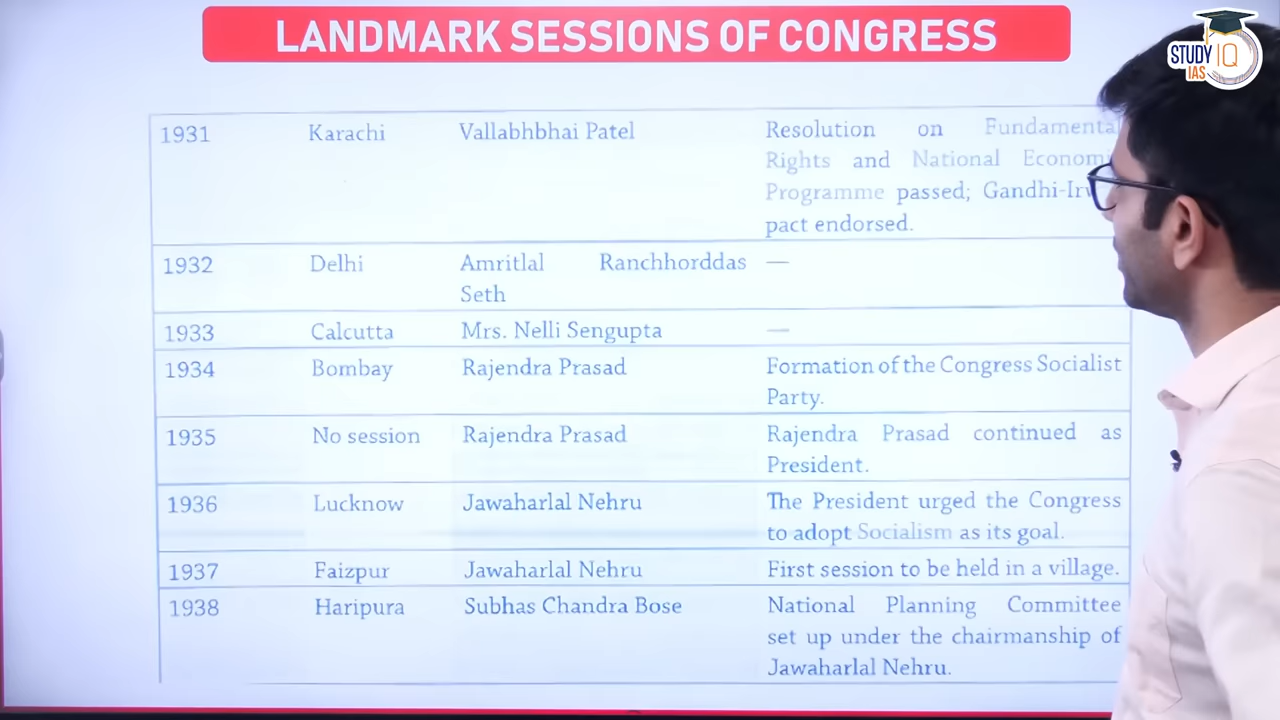 LANDMARK SESSIONS OF CONGRESS
STUDY IQ
IAS
1931 Karachi Vallabhbhai Patel Resolution on Fundamental
Rights and National Economi
Programme passed; Gandhi-Irw
pact endorsed.
1932 Delhi Amritlal Ranchhorddas —
Seth
1933 Calcutta Mrs. Nelli Sengupta —
1934 Bombay Rajendra Prasad Formation of the Congress Socialist
Party.
1935 No session Rajendra Prasad Rajendra Prasad continued as
President.
1936 Lucknow Jawaharlal Nehru The President urged the Congress
to adopt Socialism as its goal.
1937 Faizpur Jawaharlal Nehru First session to be held in a village.
1938 Haripura Subhas Chandra Bose National Planning Committee
set up under the chairmanship of
Jawaharlal Nehru.